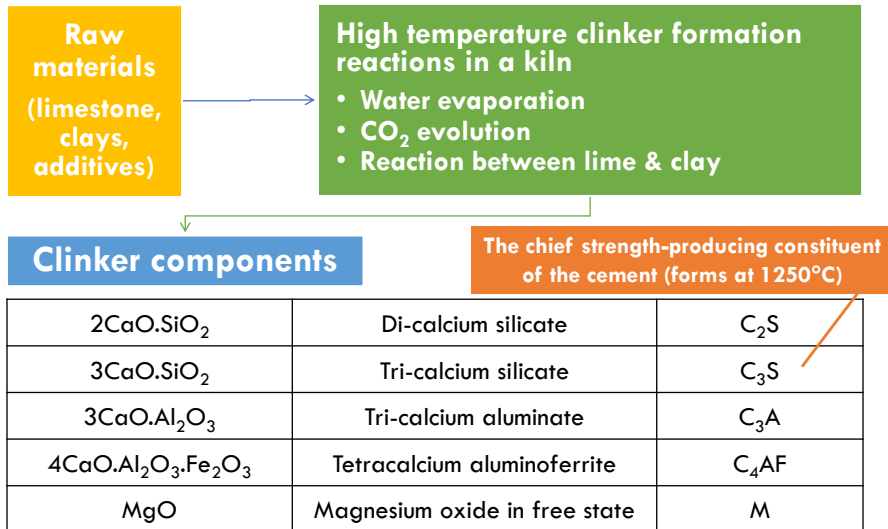 Raw
materials
(limestone,
clays,
additives)
High temperature clinker formation
reactions in a kiln
• Water evaporation
• CO₂ evolution
• Reaction between lime & clay
Clinker components
The chief strength-producing constituent
of the cement (forms at 1250°C)
2CaO.SiO₂ Di-calcium silicate C₂S
3CaO.SiO₂ Tri-calcium silicate C₃S
3CaO.Al₂O₃ Tri-calcium aluminate C₃A
4CaO.Al₂O₃.Fe₂O₃ Tetracalcium aluminoferrite C₄AF
MgO Magnesium oxide in free state M